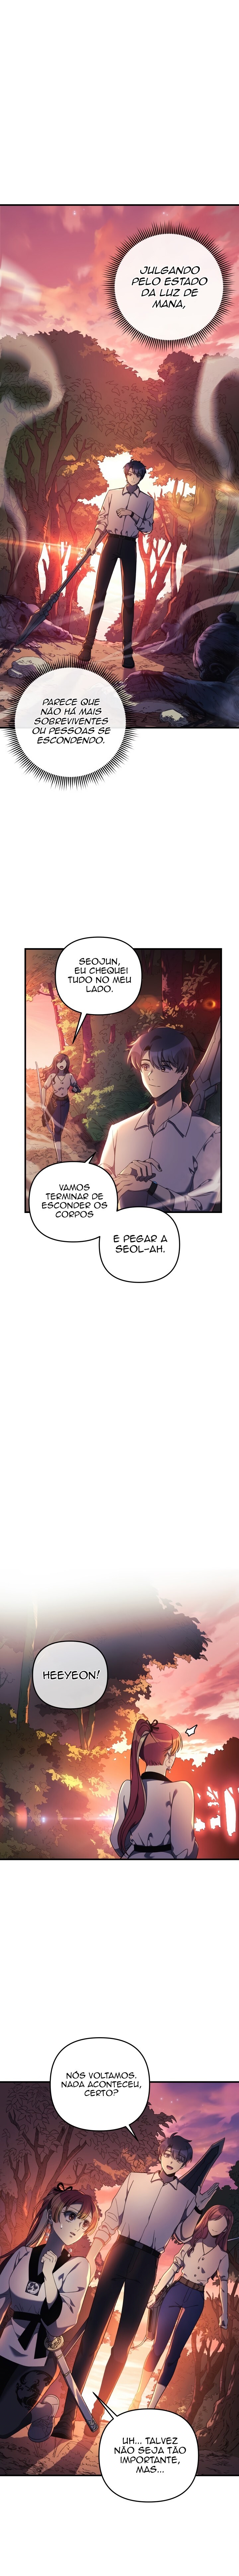 JULGANDO
PELO ESTADO
DA LUZ DE
MANA,
PARECE QUE
NÃO HÁ MAIS
SOBREVIVENTES
OU PESSOAS SE
ESCONDENDO.
SEOJUN,
EU CHEQUEI
TUDO NO MEU
LADO.
VAMOS
TERMINAR DE
ESCONDER OS
CORPOS
E PEGAR A
SEOL-AH.
HEEYEON!
NÓS VOLTAMOS.
NADA ACONTECEU,
CERTO?
UH... TALVEZ
NÃO SEJA TÃO
IMPORTANTE,
MAS...